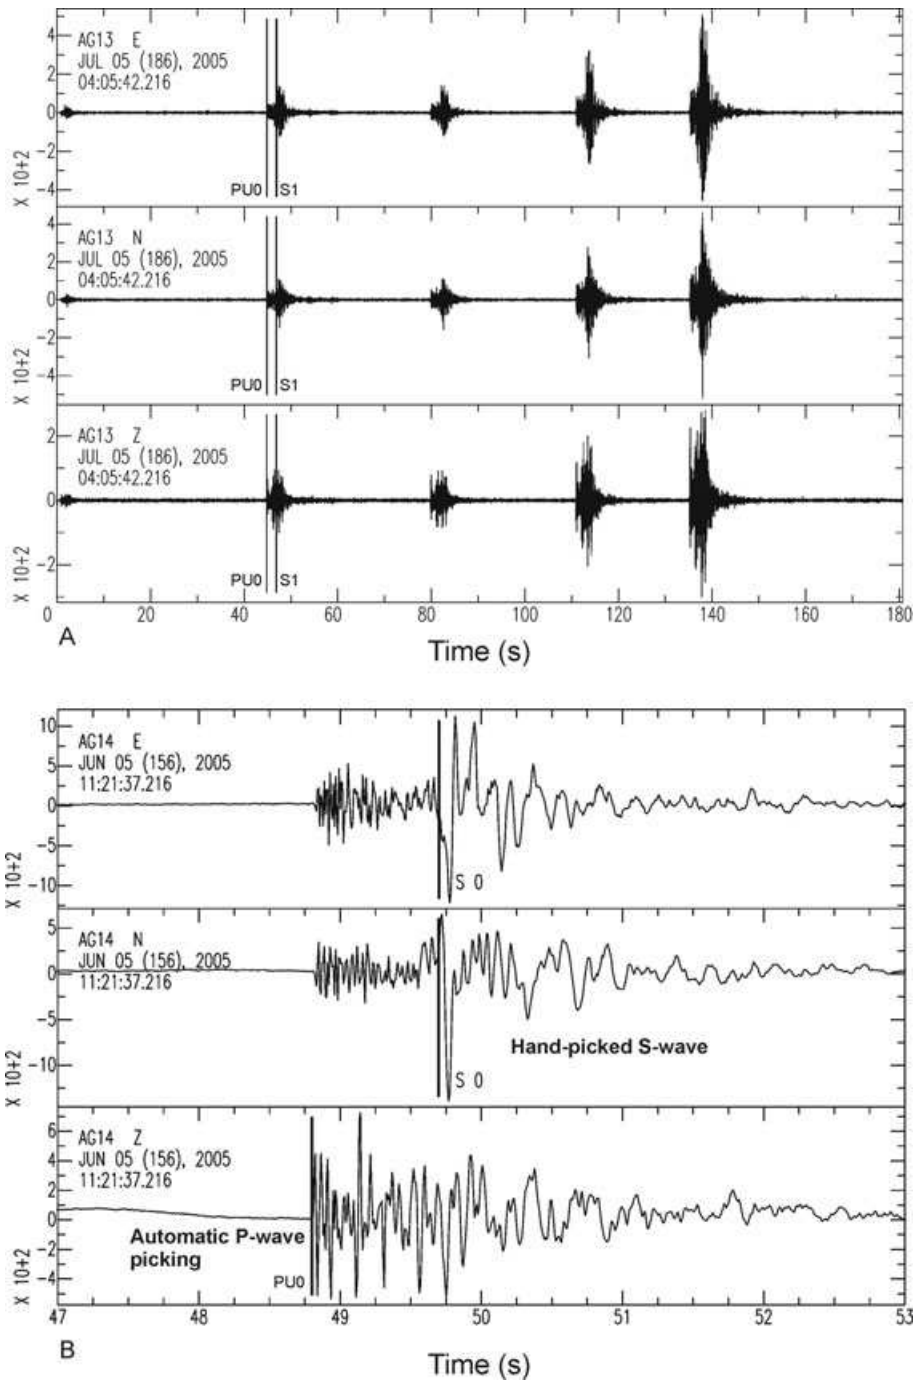 AG13 E
JUL 05 (186), 2005
04:05:42.216
4
2
0
-2
-4
X 10+2
PU0 S1
AG13 N
JUL 05 (186), 2005
04:05:42.216
4
2
0
-2
-4
X 10+2
PU0 S1
AG13 Z
JUL 05 (186), 2005
04:05:42.216
2
0
-2
X 10+2
PU0 S1
0 20 40 60 80 100 120 140 160 180
A
Time (s)
AG14 E
JUN 05 (156), 2005
11:21:37.216
10
5
0
-5
-10
X 10+2
S 0
AG14 N
JUN 05 (156), 2005
11:21:37.216
5
0
-5
-10
X 10+2
S 0
Hand-picked S-wave
AG14 Z
JUN 05 (156), 2005
11:21:37.216
6
4
2
0
-2
-4
X 10+2
Automatic P-wave
picking
PU0
47 48 49 50 51 52 53
B
Time (s)